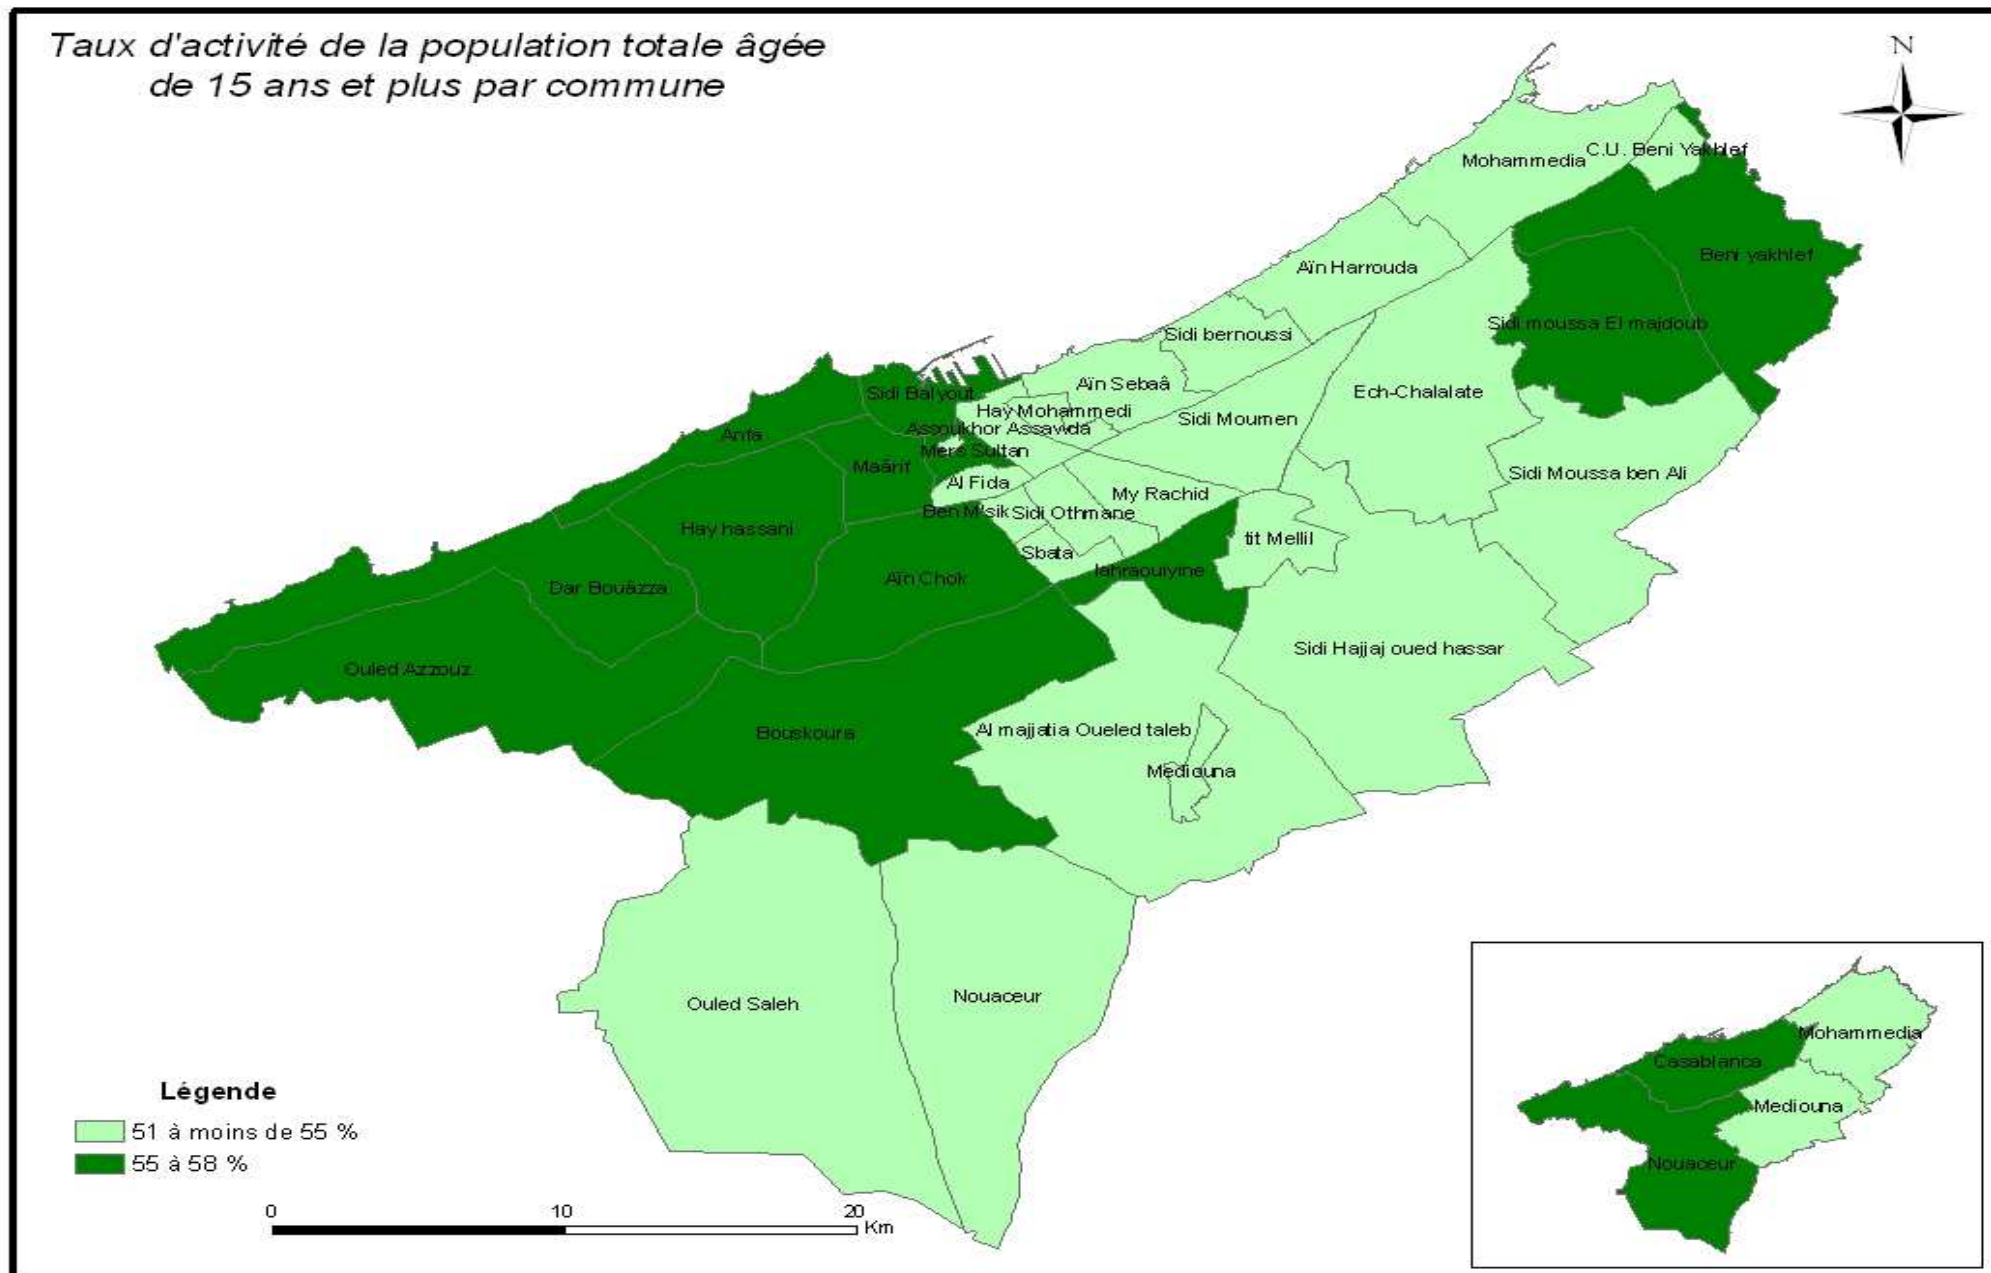 Taux d'activité de la population totale âgée
de 15 ans et plus par commune
N
Mohammedia
C.U. Beni Yakhlef
Beni yakhlef
Aïn Harrouda
Sidi moussa El majdoub
Sidi bernoussi
Aïn Sebaâ
Ech-Chalalate
Sidi Balyout
Hay Mohammedi
Sidi Moumen
Assoukhor Assawda
Anfa
Mers Sultan
Maârif
Sidi Moussa ben Ali
Al Fida
My Rachid
Ben M'sik
Sidi Othmane
Hay hassani
tit Mellil
Sbata
lahraouiyine
Aïn Chok
Dar Bouâzza
Sidi Hajjaj oued hassar
Ouled Azzouz
Bouskoura
Al majjatia Oueled taleb
Mediouna
Ouled Saleh
Nouaceur
Légende
51 à moins de 55 %
55 à 58 %
0 10 20
Km
Mohammedia
Casablanca
Mediouna
Nouaceur